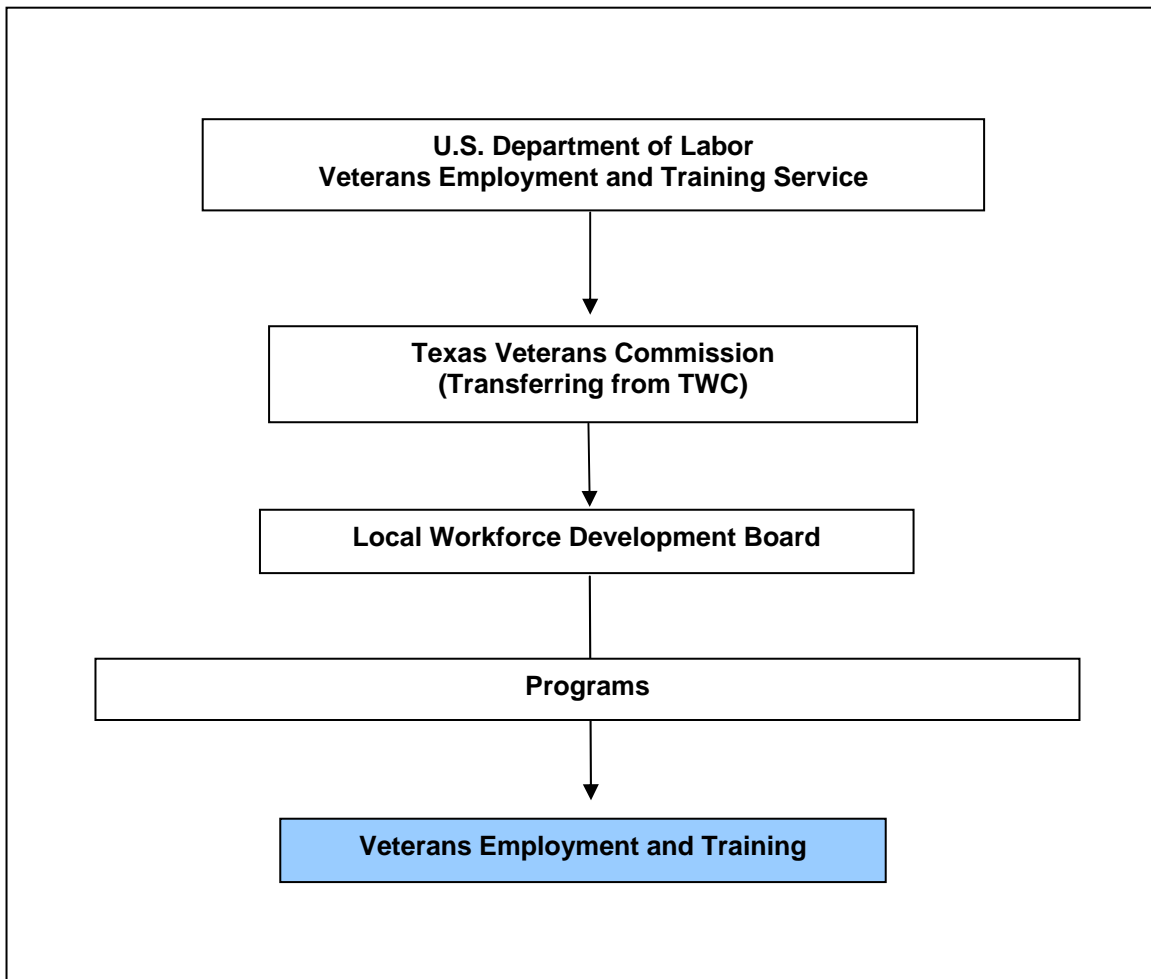 U.S. Department of Labor
Veterans Employment and Training Service
Texas Veterans Commission
(Transferring from TWC)
Local Workforce Development Board
Programs
Veterans Employment and Training